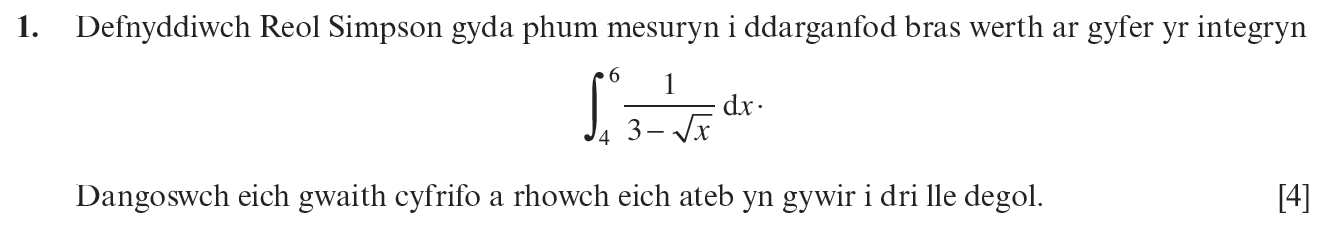 1. Defnyddiwch Reol Simpson gyda phum mesuryn i ddarganfod bras werth ar gyfer yr integryn
∫₄⁶ 1/(3 − √x) dx·
Dangoswch eich gwaith cyfrifo a rhowch eich ateb yn gywir i dri lle degol. [4]